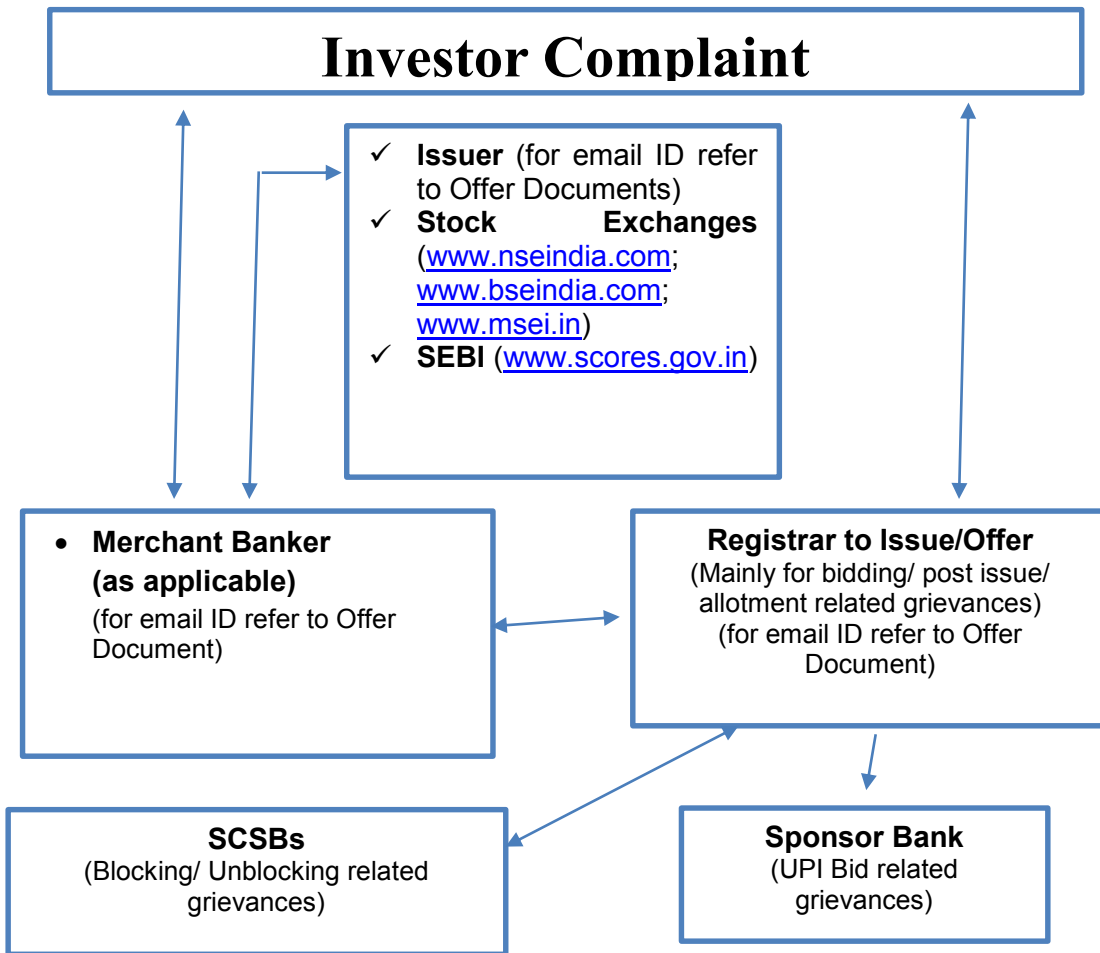 Investor Complaint
✓ Issuer (for email ID refer
to Offer Documents)
✓ Stock Exchanges
(www.nseindia.com;
www.bseindia.com;
www.msei.in)
✓ SEBI (www.scores.gov.in)
• Merchant Banker
(as applicable)
(for email ID refer to Offer
Document)
Registrar to Issue/Offer
(Mainly for bidding/ post issue/
allotment related grievances)
(for email ID refer to Offer
Document)
SCSBs
(Blocking/ Unblocking related
grievances)
Sponsor Bank
(UPI Bid related
grievances)